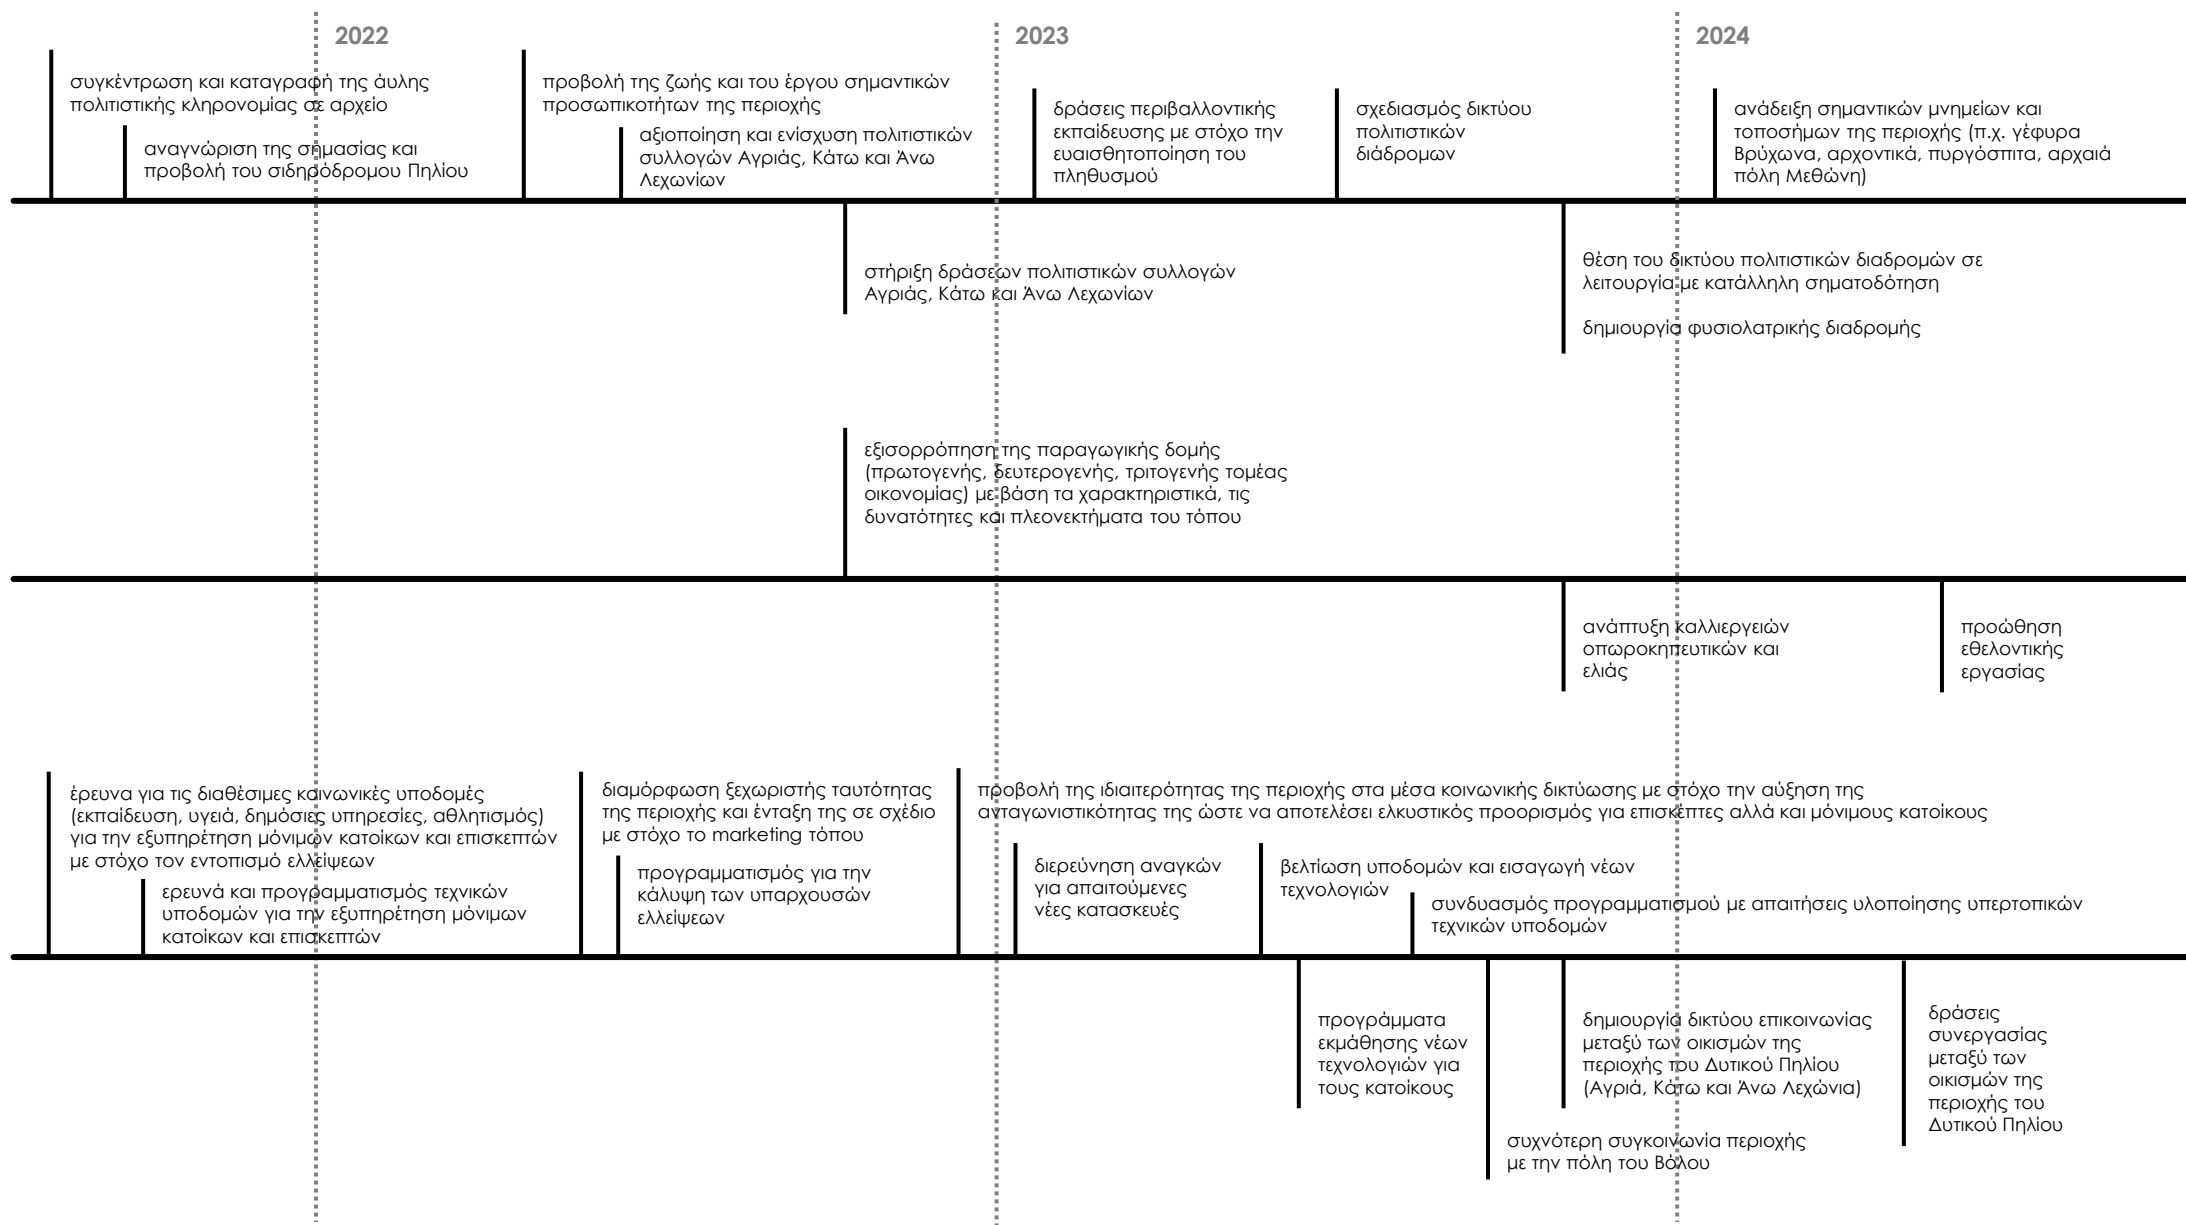 2022
2023
2024
συγκέντρωση και καταγραφή της άυλης
πολιτιστικής κληρονομίας σε αρχείο
αναγνώριση της σημασίας και
προβολή του σιδηρόδρομου Πηλίου
προβολή της ζωής και του έργου σημαντικών
προσωπικοτήτων της περιοχής
αξιοποίηση και ενίσχυση πολιτιστικών
συλλογών Αγριάς, Κάτω και Άνω
Λεχωνίων
δράσεις περιβαλλοντικής
εκπαίδευσης με στόχο την
ευαισθητοποίηση του
πληθυσμού
σχεδιασμός δικτύου
πολιτιστικών
διάδρομων
ανάδειξη σημαντικών μνημείων και
τοποσήμων της περιοχής (π.χ. γέφυρα
Βρύχωνα, αρχοντικά, πυργόσπιτα, αρχαιά
πόλη Μεθώνη)
στήριξη δράσεων πολιτιστικών συλλογών
Αγριάς, Κάτω και Άνω Λεχωνίων
θέση του δικτύου πολιτιστικών διαδρομών σε
λειτουργία με κατάλληλη σηματοδότηση
δημιουργία φυσιολατρικής διαδρομής
εξισορρόπηση της παραγωγικής δομής
(πρωτογενής, δευτερογενής, τριτογενής τομέας
οικονομίας) με βάση τα χαρακτηριστικά, τις
δυνατότητες και πλεονεκτήματα του τόπου
ανάπτυξη καλλιεργειών
οπωροκηπευτικών και
ελιάς
προώθηση
εθελοντικής
εργασίας
έρευνα για τις διαθέσιμες κοινωνικές υποδομές
(εκπαίδευση, υγειά, δημόσιες υπηρεσίες, αθλητισμός)
για την εξυπηρέτηση μόνιμων κατοίκων και επισκεπτών
με στόχο τον εντοπισμό ελλείψεων
ερευνά και προγραμματισμός τεχνικών
υποδομών για την εξυπηρέτηση μόνιμων
κατοίκων και επισκεπτών
διαμόρφωση ξεχωριστής ταυτότητας
της περιοχής και ένταξη της σε σχέδιο
με στόχο το marketing τόπου
προγραμματισμός για την
κάλυψη των υπαρχουσών
ελλείψεων
προβολή της ιδιαιτερότητας της περιοχής στα μέσα κοινωνικής δικτύωσης με στόχο την αύξηση της
ανταγωνιστικότητας της ώστε να αποτελέσει ελκυστικός προορισμός για επισκέπτες αλλά και μόνιμους κατοίκους
διερεύνηση αναγκών
για απαιτούμενες
νέες κατασκευές
βελτίωση υποδομών και εισαγωγή νέων
τεχνολογιών
συνδυασμός προγραμματισμού με απαιτήσεις υλοποίησης υπερτοπικών
τεχνικών υποδομών
προγράμματα
εκμάθησης νέων
τεχνολογιών για
τους κατοίκους
συχνότερη συγκοινωνία περιοχής
με την πόλη του Βόλου
δημιουργία δικτύου επικοινωνίας
μεταξύ των οικισμών της
περιοχής του Δυτικού Πηλίου
(Αγριά, Κάτω και Άνω Λεχώνια)
δράσεις
συνεργασίας
μεταξύ των
οικισμών της
περιοχής του
Δυτικού Πηλίου